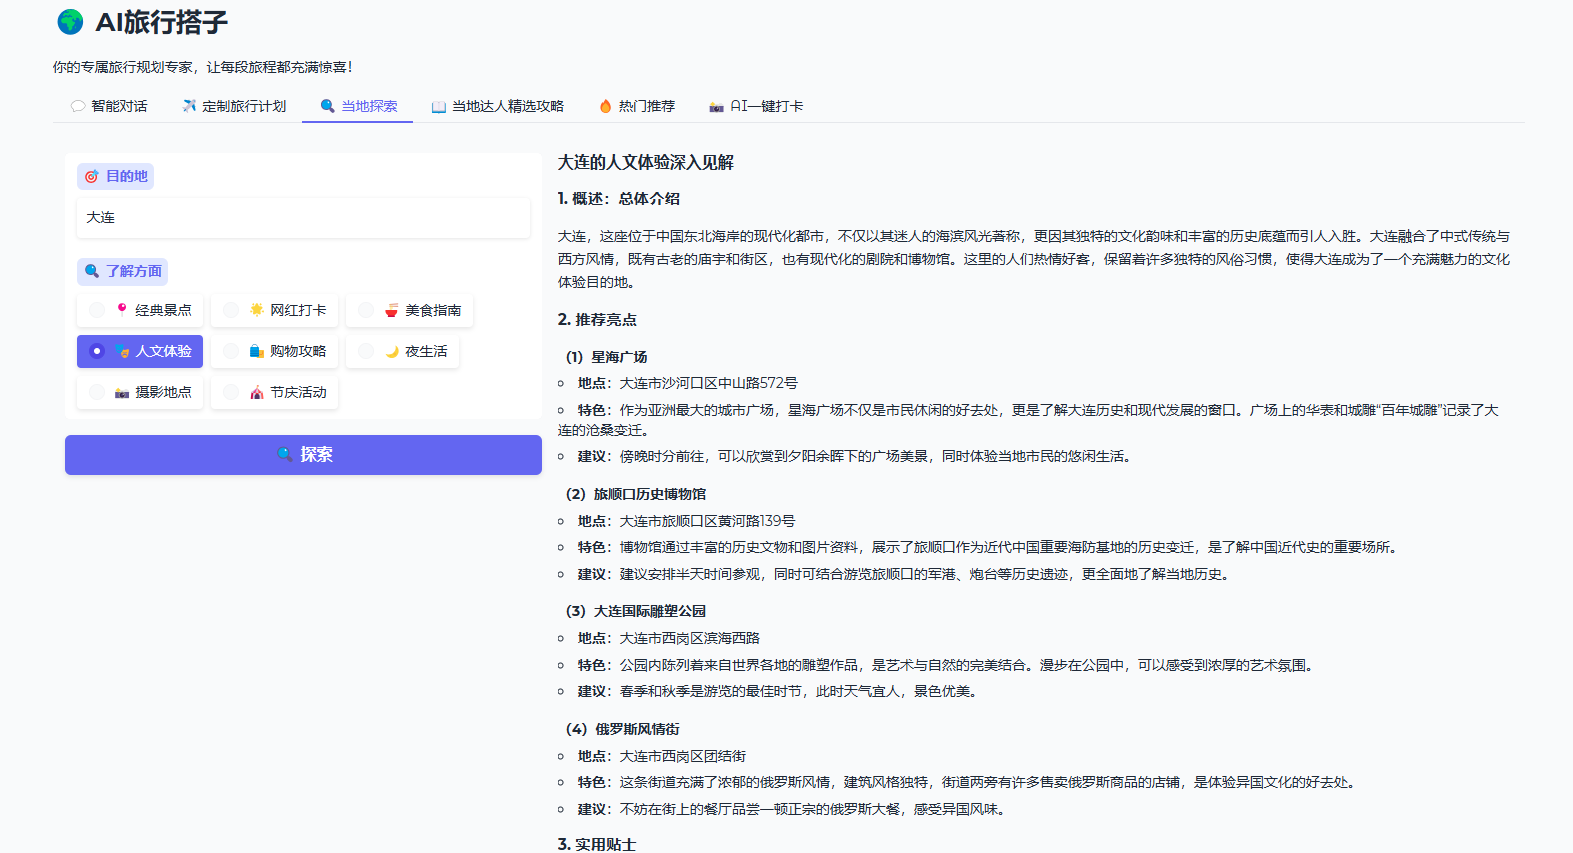 AI旅行搭子
你的专属旅行规划专家，让每段旅程都充满惊喜！
智能对话 定制旅行计划 当地探索 当地达人精选攻略 热门推荐 AI一键打卡
目的地
大连
了解方面
经典景点 网红打卡 美食指南
人文体验 购物攻略 夜生活
摄影地点 节庆活动
探索
大连的人文体验深入见解
1. 概述：总体介绍
大连，这座位于中国东北海岸的现代化都市，不仅以其迷人的海滨风光著称，更因其独特的文化韵味和丰富的历史底蕴而引人入胜。大连融合了中式传统与
西方风情，既有古老的庙宇和街区，也有现代化的剧院和博物馆。这里的人们热情好客，保留着许多独特的风俗习惯，使得大连成为了一个充满魅力的文化
体验目的地。
2. 推荐亮点
（1）星海广场
地点：大连市沙河口区中山路572号
特色：作为亚洲最大的城市广场，星海广场不仅是市民休闲的好去处，更是了解大连历史和现代发展的窗口。广场上的华表和城雕“百年城雕”记录了大
连的沧桑变迁。
建议：傍晚时分前往，可以欣赏到夕阳余晖下的广场美景，同时体验当地市民的悠闲生活。
（2）旅顺口历史博物馆
地点：大连市旅顺口区黄河路139号
特色：博物馆通过丰富的历史文物和图片资料，展示了旅顺口作为近代中国重要海防基地的历史变迁，是了解中国近代史的重要场所。
建议：建议安排半天时间参观，同时可结合游览旅顺口的军港、炮台等历史遗迹，更全面地了解当地历史。
（3）大连国际雕塑公园
地点：大连市西岗区滨海西路
特色：公园内陈列着来自世界各地的雕塑作品，是艺术与自然的完美结合。漫步在公园中，可以感受到浓厚的艺术氛围。
建议：春季和秋季是游览的最佳时节，此时天气宜人，景色优美。
（4）俄罗斯风情街
地点：大连市西岗区团结街
特色：这条街道充满了浓郁的俄罗斯风情，建筑风格独特，街道两旁有许多售卖俄罗斯商品的店铺，是体验异国文化的好去处。
建议：不妨在街上的餐厅品尝一顿正宗的俄罗斯大餐，感受异国风味。
3. 实用贴士